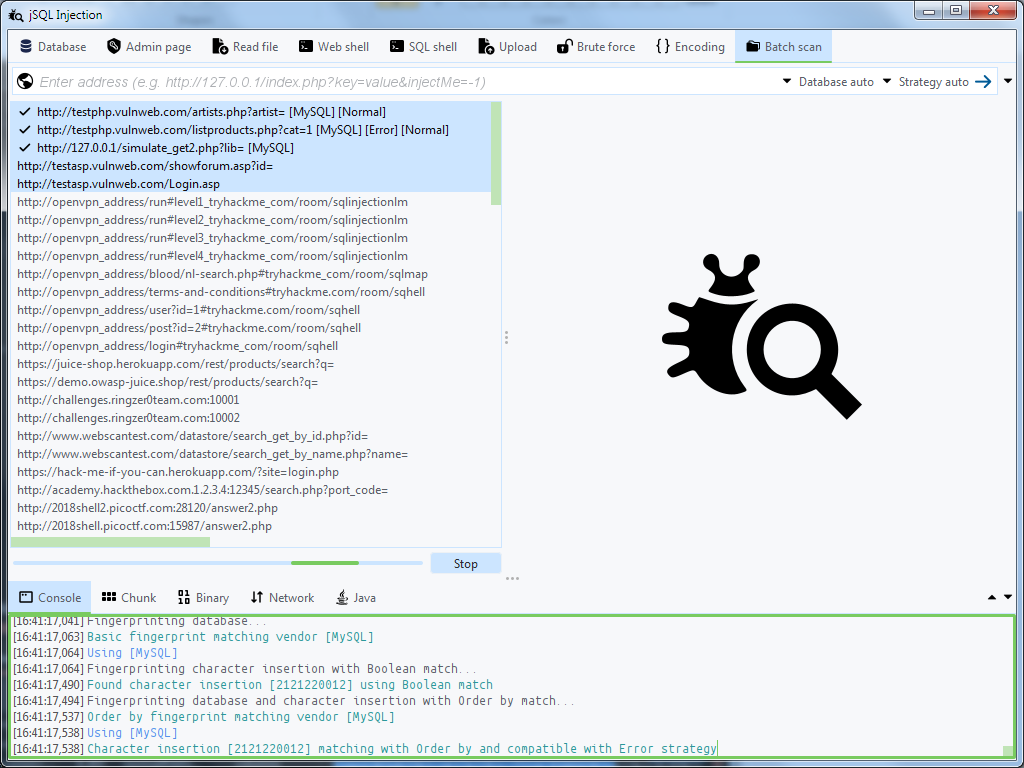 jSQL Injection
Database Admin page Read file Web shell SQL shell Upload Brute force Encoding Batch scan
Enter address (e.g. http://127.0.0.1/index.php?key=value&injectMe=-1) Database auto Strategy auto
http://testphp.vulnweb.com/artists.php?artist= [MySQL] [Normal]
http://testphp.vulnweb.com/listproducts.php?cat=1 [MySQL] [Error] [Normal]
http://127.0.0.1/simulate_get2.php?lib= [MySQL]
http://testasp.vulnweb.com/showforum.asp?id=
http://testasp.vulnweb.com/Login.asp
http://openvpn_address/run#level1_tryhackme_com/room/sqlinjectionlm
http://openvpn_address/run#level2_tryhackme_com/room/sqlinjectionlm
http://openvpn_address/run#level3_tryhackme_com/room/sqlinjectionlm
http://openvpn_address/run#level4_tryhackme_com/room/sqlinjectionlm
http://openvpn_address/blood/nl-search.php#tryhackme_com/room/sqlmap
http://openvpn_address/terms-and-conditions#tryhackme.com/room/sqhell
http://openvpn_address/user?id=1#tryhackme.com/room/sqhell
http://openvpn_address/post?id=2#tryhackme.com/room/sqhell
http://openvpn_address/login#tryhackme_com/room/sqhell
https://juice-shop.herokuapp.com/rest/products/search?q=
https://demo.owasp-juice.shop/rest/products/search?q=
http://challenges.ringzer0team.com:10001
http://challenges.ringzer0team.com:10002
http://www.webscantest.com/datastore/search_get_by_id.php?id=
http://www.webscantest.com/datastore/search_get_by_name.php?name=
https://hack-me-if-you-can.herokuapp.com/?site=login.php
http://academy.hackthebox.com.1.2.3.4:12345/search.php?port_code=
http://2018shell2.picoctf.com:28120/answer2.php
http://2018shell.picoctf.com:15987/answer2.php
Stop
Console Chunk Binary Network Java
[16:41:17,041] Fingerprinting database...
[16:41:17,063] Basic fingerprint matching vendor [MySQL]
[16:41:17,064] Using [MySQL]
[16:41:17,064] Fingerprinting character insertion with Boolean match...
[16:41:17,490] Found character insertion [2121220012] using Boolean match
[16:41:17,494] Fingerprinting database and character insertion with Order by match...
[16:41:17,537] Order by fingerprint matching vendor [MySQL]
[16:41:17,538] Using [MySQL]
[16:41:17,538] Character insertion [2121220012] matching with Order by and compatible with Error strategy